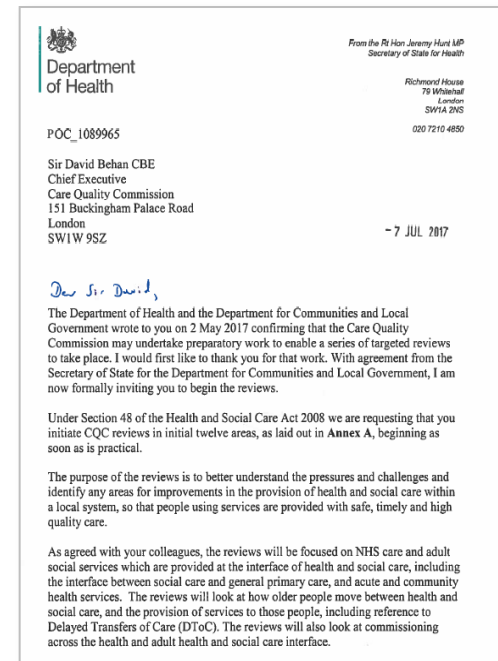 Department
of Health
From the Rt Hon Jeremy Hunt MP
Secretary of State for Health
Richmond House
79 Whitehall
London
SW1A 2NS
020 7210 4850
POC_1089965
Sir David Behan CBE
Chief Executive
Care Quality Commission
151 Buckingham Palace Road
London
SW1W 9SZ
- 7 JUL 2017
Dear Sir David,
The Department of Health and the Department for Communities and Local
Government wrote to you on 2 May 2017 confirming that the Care Quality
Commission may undertake preparatory work to enable a series of targeted reviews
to take place. I would first like to thank you for that work. With agreement from the
Secretary of State for the Department for Communities and Local Government, I am
now formally inviting you to begin the reviews.
Under Section 48 of the Health and Social Care Act 2008 we are requesting that you
initiate CQC reviews in initial twelve areas, as laid out in Annex A, beginning as
soon as is practical.
The purpose of the reviews is to better understand the pressures and challenges and
identify any areas for improvements in the provision of health and social care within
a local system, so that people using services are provided with safe, timely and high
quality care.
As agreed with your colleagues, the reviews will be focused on NHS care and adult
social services which are provided at the interface of health and social care, including
the interface between social care and general primary care, and acute and community
health services. The reviews will look at how older people move between health and
social care, and the provision of services to those people, including reference to
Delayed Transfers of Care (DToC). The reviews will also look at commissioning
across the health and adult health and social care interface.